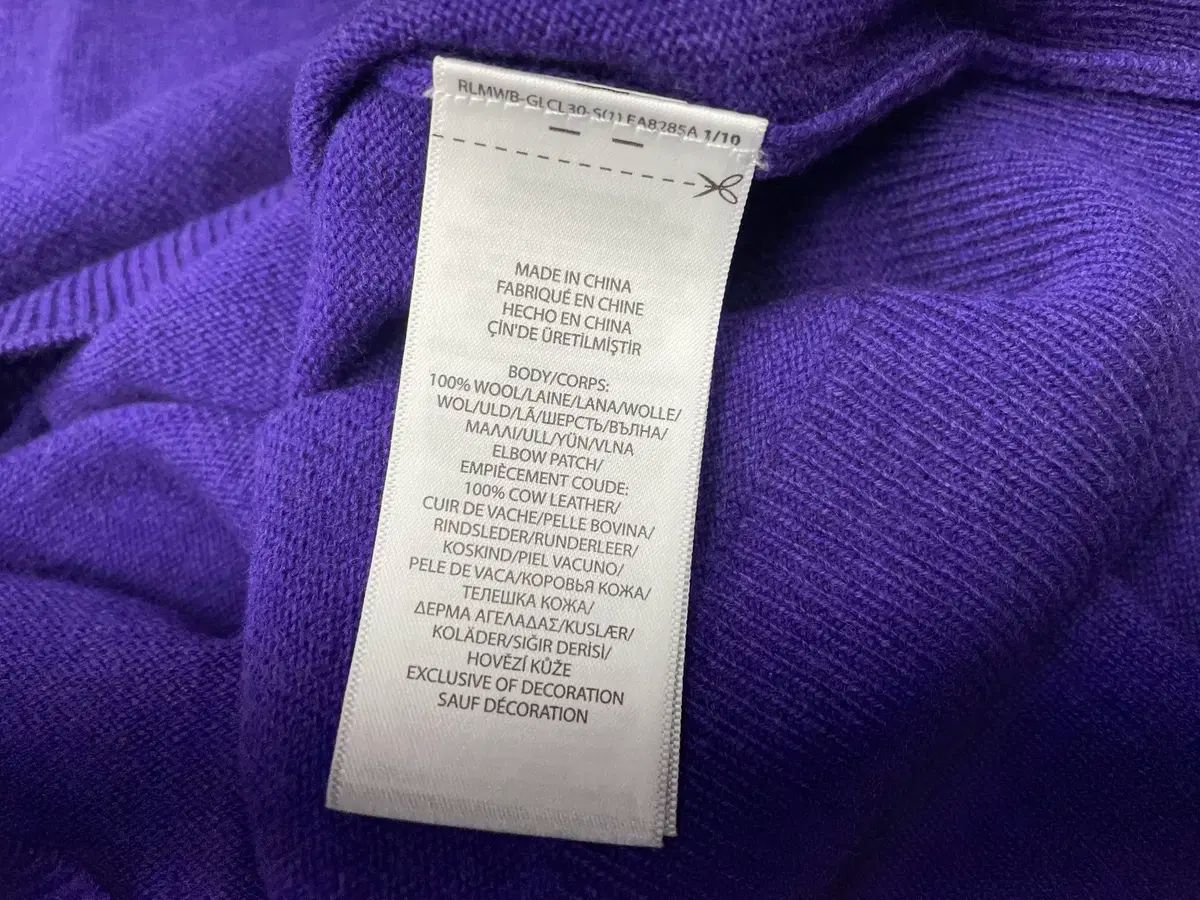 RLMWB-GLCL30-S(1) EA8285A 1/10
MADE IN CHINA
FABRIQUÉ EN CHINE
HECHO EN CHINA
ÇİN'DE ÜRETİLMİŞTİR
BODY/CORPS:
100% WOOL/LAINE/LANA/WOLLE/
WOL/ULD/LÃ/ШЕРСТЬ/ВЪЛНА/
ΜΑΛΛΙ/ULL/YÜN/VLNA
ELBOW PATCH/
EMPIÈCEMENT COUDE:
100% COW LEATHER/
CUIR DE VACHE/PELLE BOVINA/
RINDSLEDER/RUNDERLEER/
KOSKIND/PIEL VACUNO/
PELE DE VACA/КОРОВЬЯ КОЖА/
ТЕЛЕШКА КОЖА/
ΔΕΡΜΑ ΑΓΕΛΑΔΑΣ/KUSLÆR/
KOLÄDER/SIĞIR DERİSİ/
HOVĚZÍ KŮŽE
EXCLUSIVE OF DECORATION
SAUF DÉCORATION